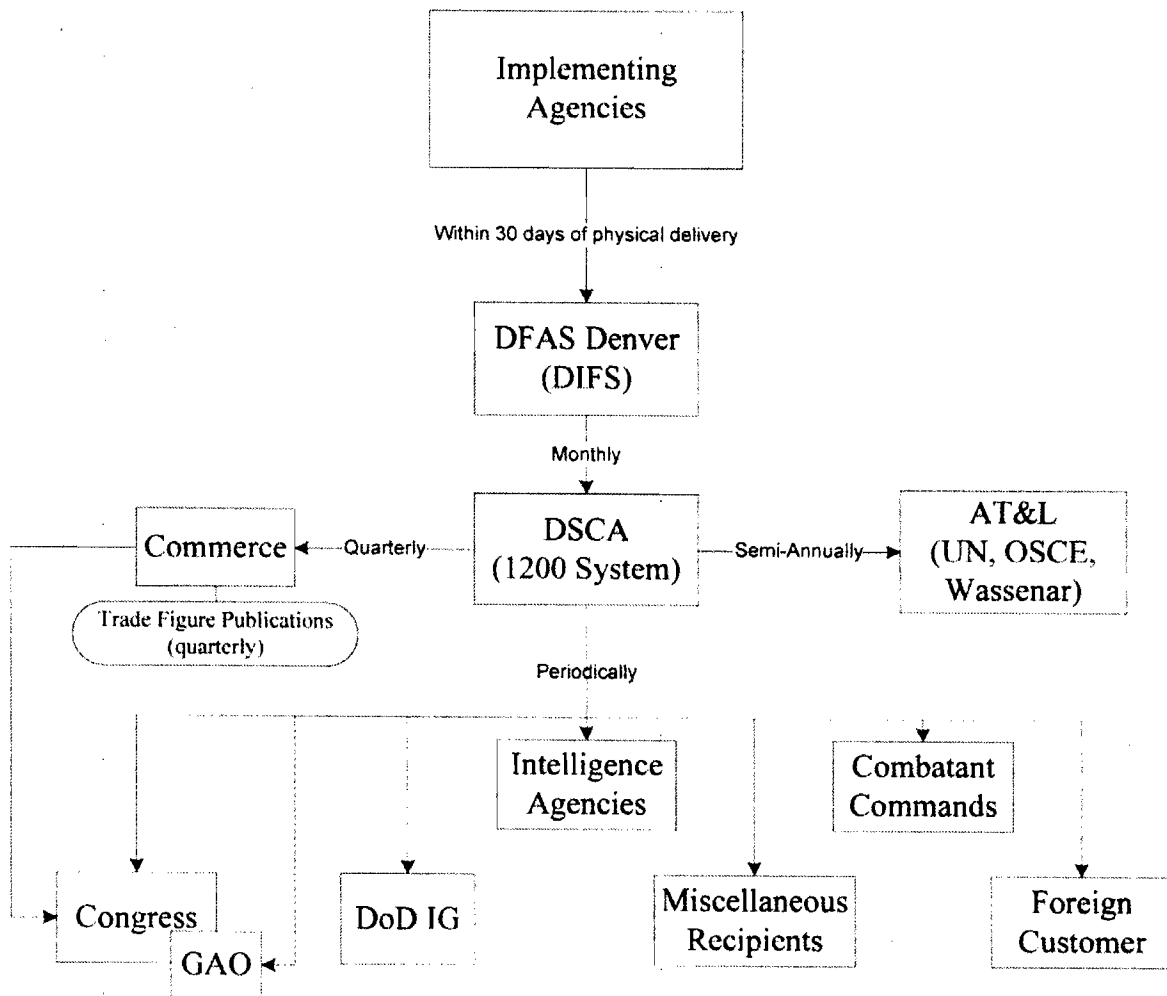 Implementing
Agencies
Within 30 days of physical delivery
DFAS Denver
(DIFS)
Monthly
DSCA
(1200 System)
Commerce
Quarterly
Semi-Annually
AT&L
(UN, OSCE,
Wassenar)
Trade Figure Publications
(quarterly)
Periodically
Intelligence
Agencies
Combatant
Commands
Congress
GAO
DoD IG
Miscellaneous
Recipients
Foreign
Customer